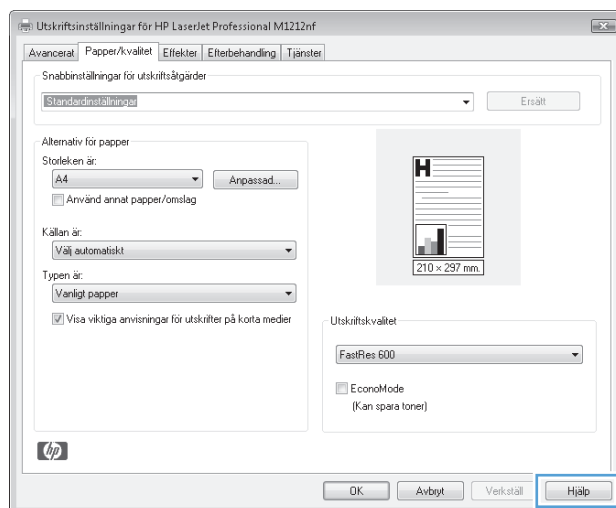 Utskriftsinställningar för HP LaserJet Professional M1212nf
Avancerat Papper/kvalitet Effekter Efterbehandling Tjänster
Snabbinställningar för utskriftsåtgärder
Standardinställningar
Ersätt
Alternativ för papper
Storleken är:
A4
Anpassad...
Använd annat papper/omslag
Källan är:
Välj automatiskt
Typen är:
Vanligt papper
Visa viktiga anvisningar för utskrifter på korta medier
H
210 × 297 mm.
Utskriftskvalitet
FastRes 600
EconoMode
(Kan spara toner)
hp
OK Avbryt Verkställ Hjälp